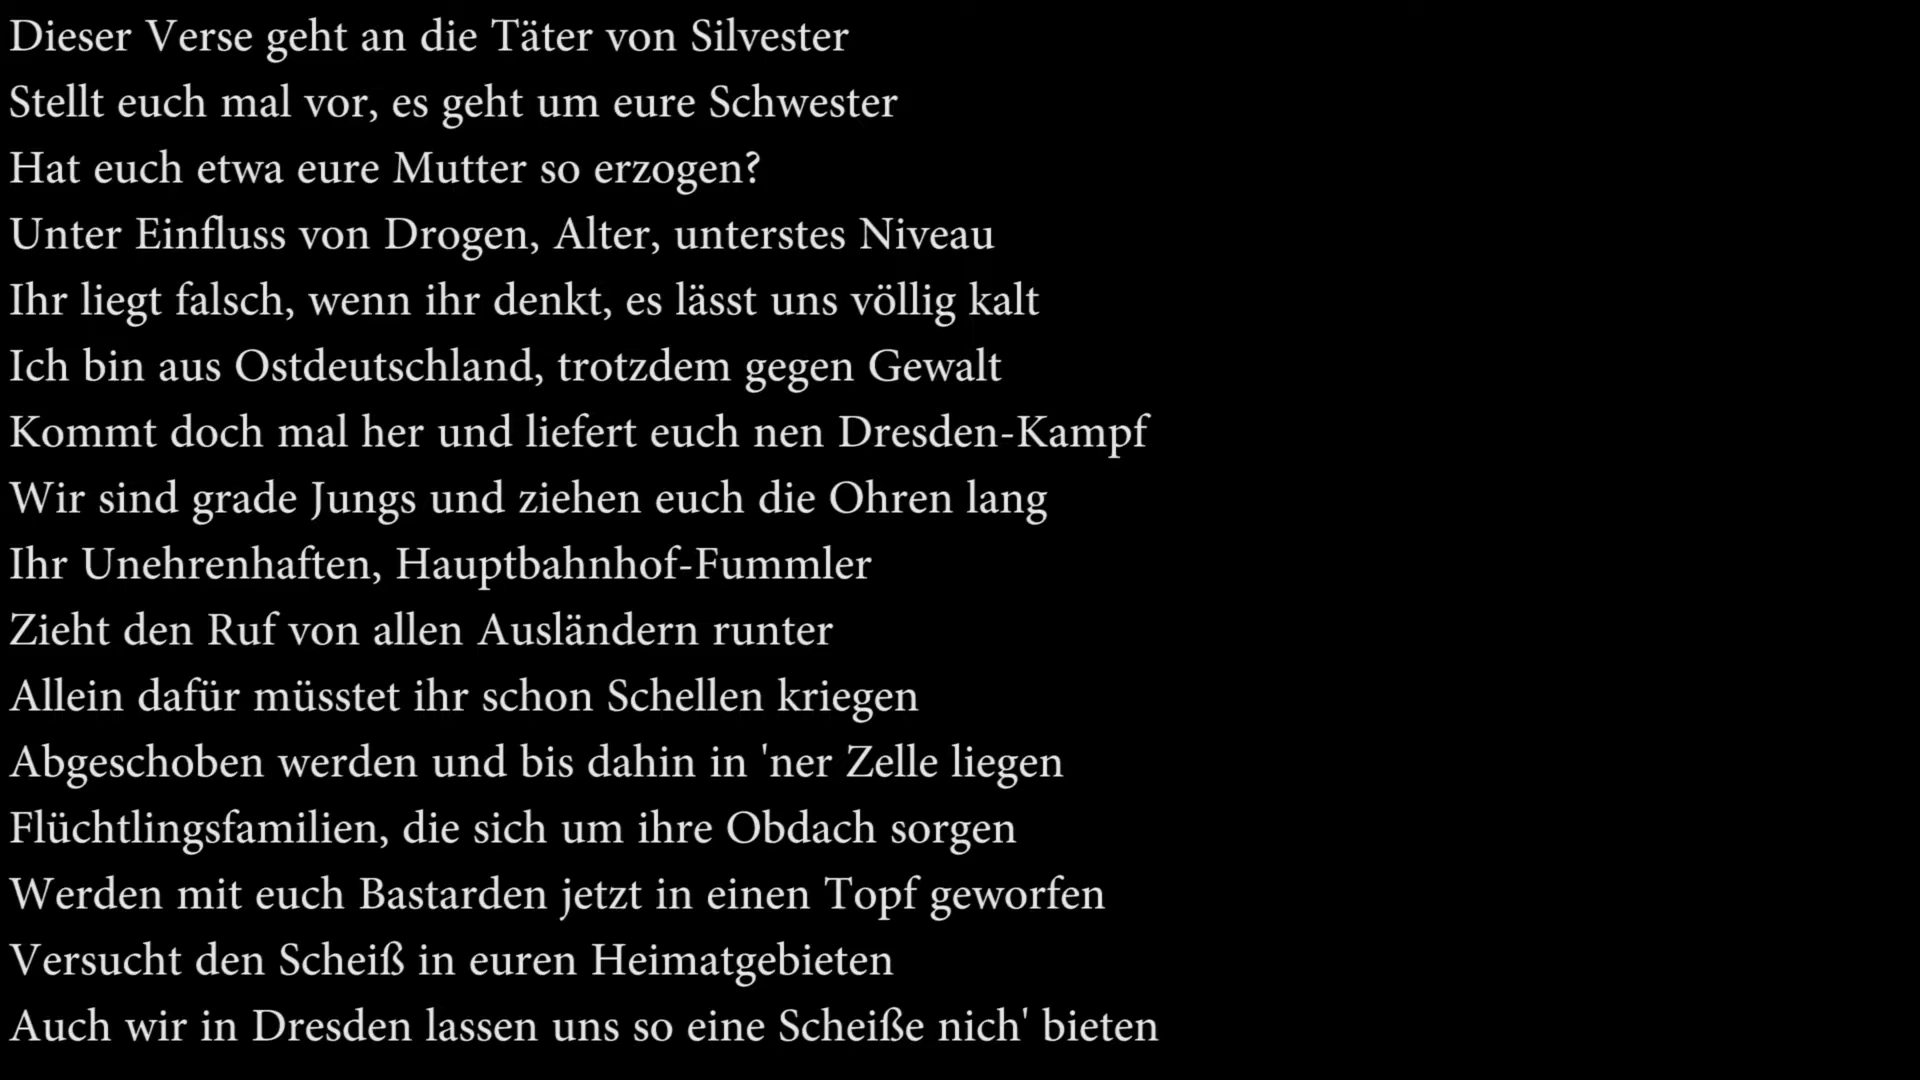 Dieser Verse geht an die Täter von Silvester
Stellt euch mal vor, es geht um eure Schwester
Hat euch etwa eure Mutter so erzogen?
Unter Einfluss von Drogen, Alter, unterstes Niveau
Ihr liegt falsch, wenn ihr denkt, es lässt uns völlig kalt
Ich bin aus Ostdeutschland, trotzdem gegen Gewalt
Kommt doch mal her und liefert euch nen Dresden-Kampf
Wir sind grade Jungs und ziehen euch die Ohren lang
Ihr Unehrenhaften, Hauptbahnhof-Fummler
Zieht den Ruf von allen Ausländern runter
Allein dafür müsstet ihr schon Schellen kriegen
Abgeschoben werden und bis dahin in 'ner Zelle liegen
Flüchtlingsfamilien, die sich um ihre Obdach sorgen
Werden mit euch Bastarden jetzt in einen Topf geworfen
Versucht den Scheiß in euren Heimatgebieten
Auch wir in Dresden lassen uns so eine Scheiße nich' bieten